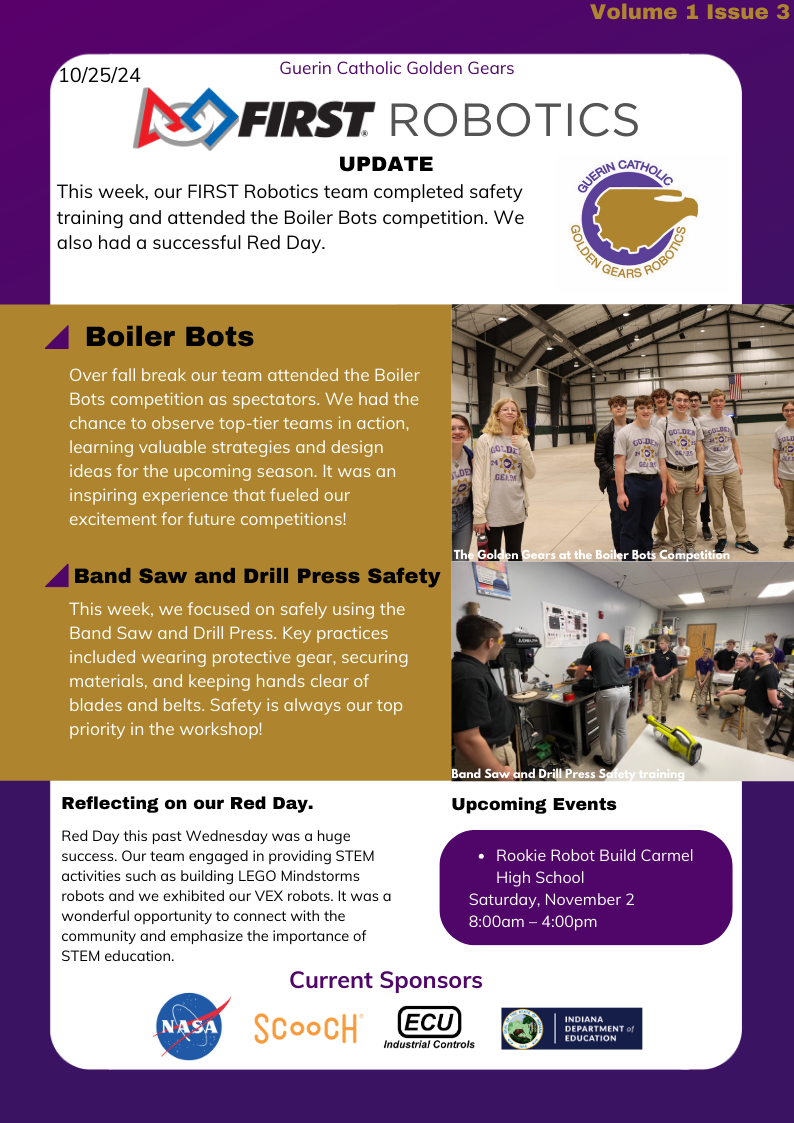 Volume 1 Issue 3
10/25/24
Guerin Catholic Golden Gears
FIRST® ROBOTICS
UPDATE
This week, our FIRST Robotics team completed safety
training and attended the Boiler Bots competition. We
also had a successful Red Day.
GUERIN CATHOLIC
GOLDEN GEARS ROBOTICS
Boiler Bots
Over fall break our team attended the Boiler
Bots competition as spectators. We had the
chance to observe top-tier teams in action,
learning valuable strategies and design
ideas for the upcoming season. It was an
inspiring experience that fueled our
excitement for future competitions!
GOLDEN
GEARS
GOLDEN
GEARS
The Golden Gears at the Boiler Bots Competition
Band Saw and Drill Press Safety
This week, we focused on safely using the
Band Saw and Drill Press. Key practices
included wearing protective gear, securing
materials, and keeping hands clear of
blades and belts. Safety is always our top
priority in the workshop!
DELTA
Band Saw and Drill Press Safety training
Reflecting on our Red Day.
Red Day this past Wednesday was a huge
success. Our team engaged in providing STEM
activities such as building LEGO Mindstorms
robots and we exhibited our VEX robots. It was a
wonderful opportunity to connect with the
community and emphasize the importance of
STEM education.
Upcoming Events
• Rookie Robot Build Carmel
High School
Saturday, November 2
8:00am – 4:00pm
Current Sponsors
NASA
SCOOCH®
ECU
Industrial Controls
INDIANA
DEPARTMENT of
EDUCATION